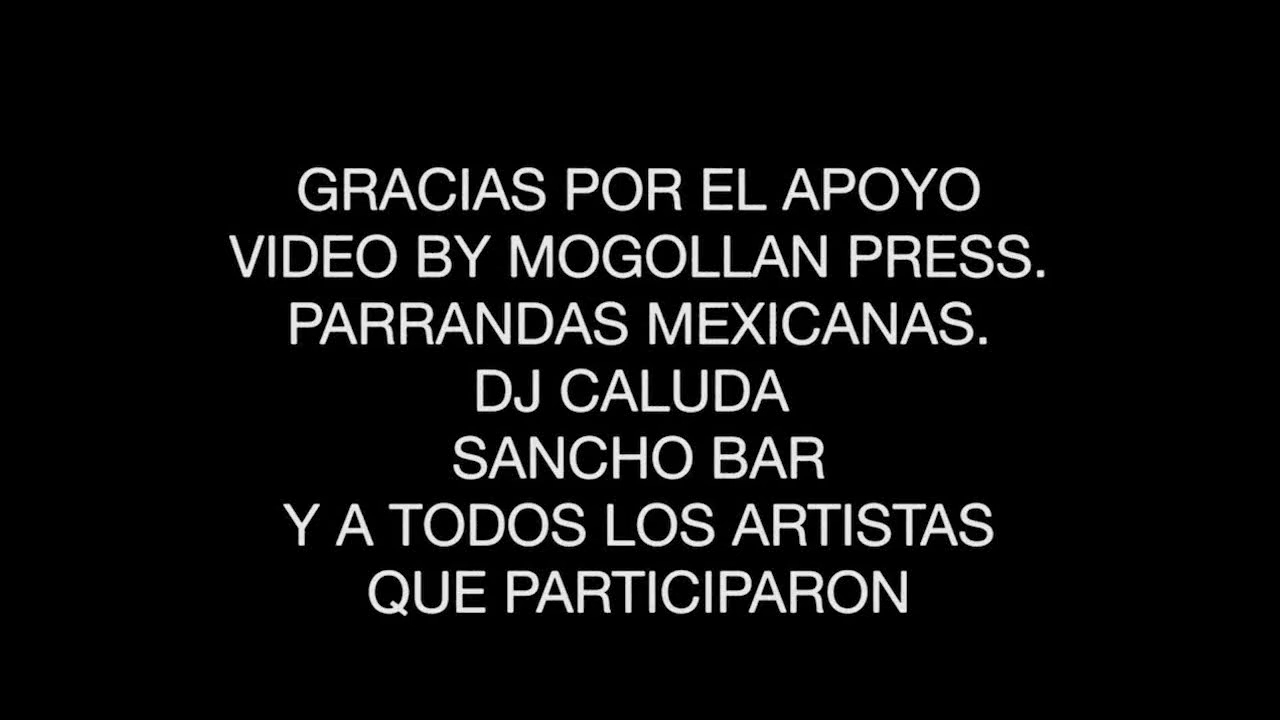 GRACIAS POR EL APOYO
VIDEO BY MOGOLLAN PRESS.
PARRANDAS MEXICANAS.
DJ CALUDA
SANCHO BAR
Y A TODOS LOS ARTISTAS
QUE PARTICIPARON